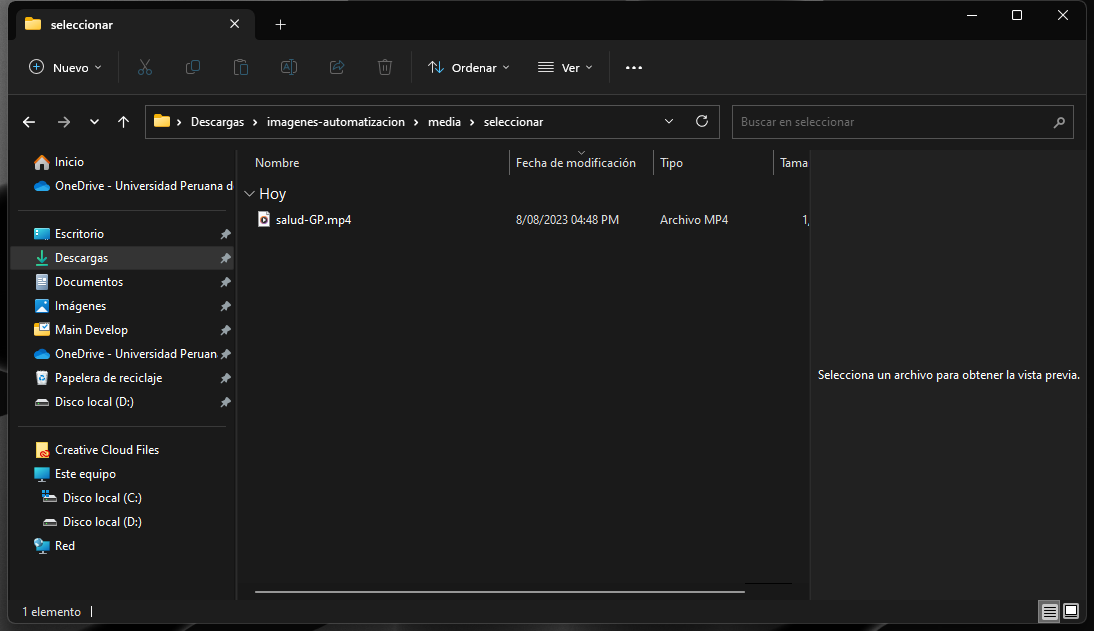 seleccionar
Nuevo
Ordenar
Ver
Descargas > imagenes-automatizacion > media > seleccionar
Buscar en seleccionar
Inicio
OneDrive - Universidad Peruana d
Escritorio
Descargas
Documentos
Imágenes
Main Develop
OneDrive - Universidad Peruan
Papelera de reciclaje
Disco local (D:)
Creative Cloud Files
Este equipo
Disco local (C:)
Disco local (D:)
Red
Nombre Fecha de modificación Tipo Tama
Hoy
salud-GP.mp4 8/08/2023 04:48 PM Archivo MP4 1,
Selecciona un archivo para obtener la vista previa.
1 elemento